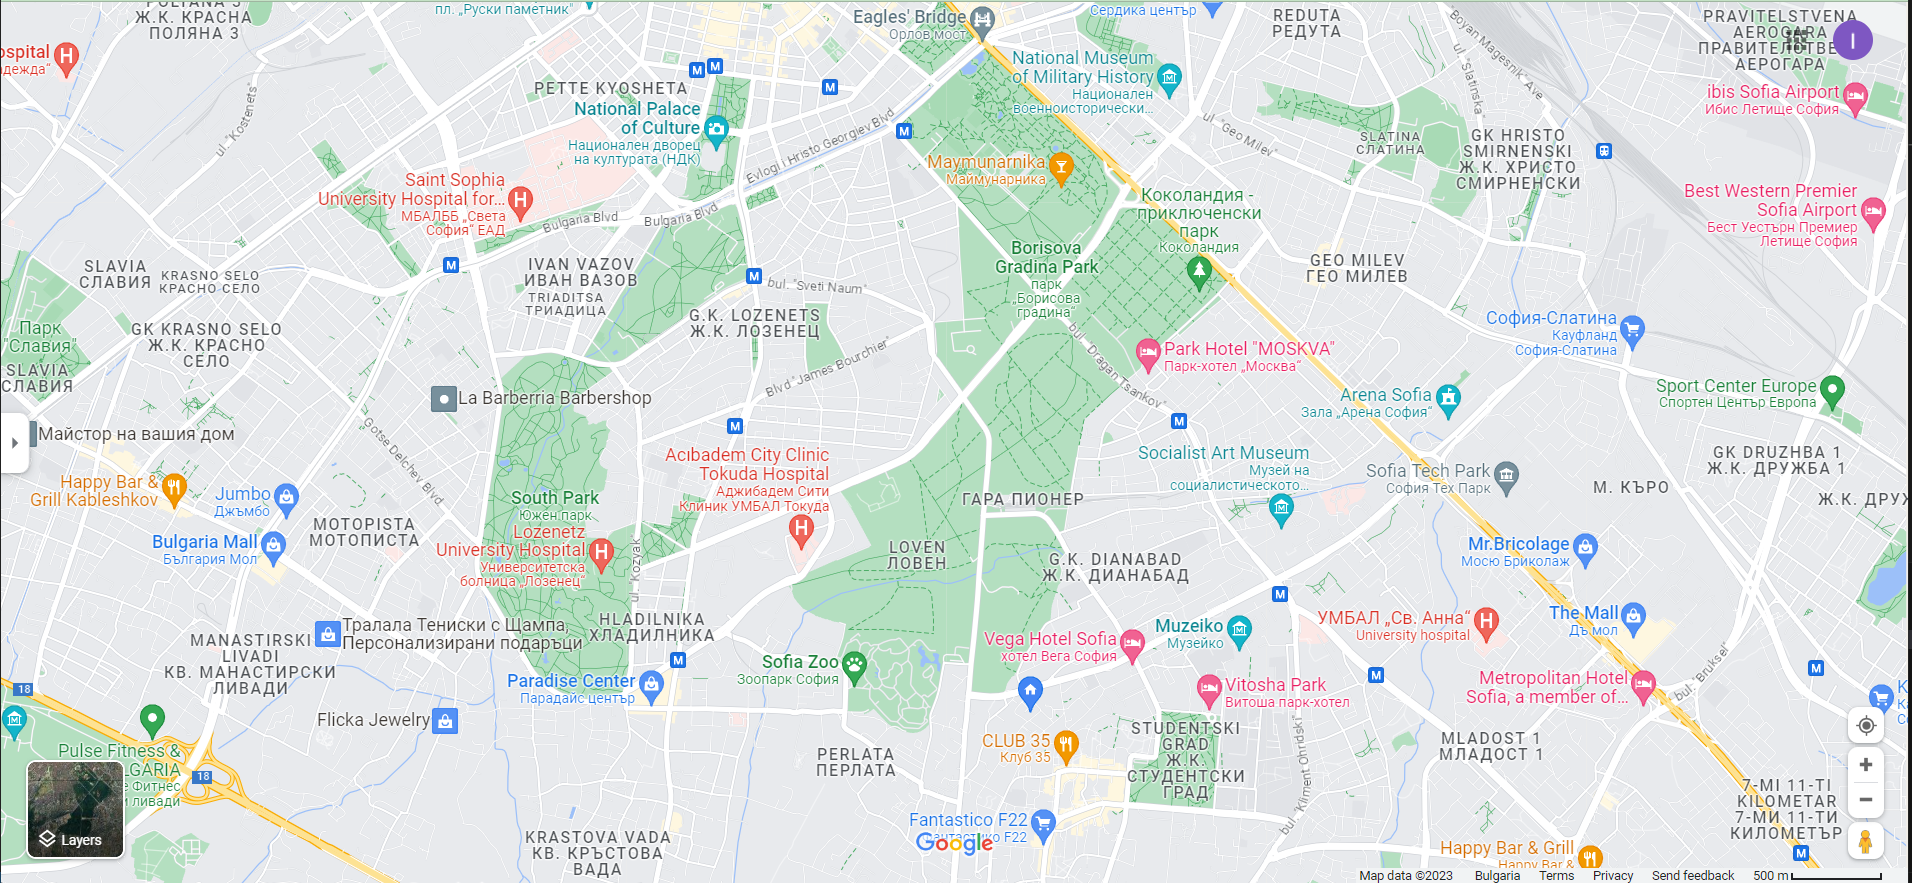 POLYANA 3
Ж.К. КРАСНА
ПОЛЯНА 3
пл. „Руски паметник"
Eagles' Bridge
Орлов мост
Сердика център
REDUTA
РЕДУТА
Boyan Magesnik Ave
ul. "Slatinska"
PRAVITELSTVENA
AEROGARA
ПРАВИТЕЛСТВЕ
АЕРОГАРА
I
ospital
адежда"
National Museum
of Military History
Национален
военноисторически...
ibis Sofia Airport
Ибис Летище София
ul. "Kostenets"
PETTE KYOSHETA
National Palace
of Culture
Национален дворец
на културата (НДК)
Evlogi i Hristo Georgiev Blvd
ul. "Geo Milev"
SLATINA
СЛАТИНА
GK HRISTO
SMIRNENSKI
Ж.К. ХРИСТО
СМИРНЕНСКИ
Maymunarnika
Маймунарника
Saint Sophia
University Hospital for...
МБАЛББ „Света
София" ЕАД
Bulgaria Blvd
Bulgaria Blvd
Коколандия -
приключенски
парк
Коколандия
Best Western Premier
Sofia Airport
Бест Уестърн Премиер
Летище София
SLAVIA
СЛАВИЯ
KRASNO SELO
КРАСНО СЕЛО
IVAN VAZOV
ИВАН ВАЗОВ
TRIADITSA
ТРИАДИЦА
bul. "Sveti Naum"
Borisova
Gradina Park
парк
„Борисова
градина"
GEO MILEV
ГЕО МИЛЕВ
Парк
"Славия"
GK KRASNO SELO
Ж.К. КРАСНО
СЕЛО
G.K. LOZENETS
Ж.К. ЛОЗЕНЕЦ
София-Слатина
Кауфланд
София-Слатина
SLAVIA
СЛАВИЯ
Blvd "James Bourchier"
bul. "Dragan Tsankov"
Park Hotel "MOSKVA"
Парк-хотел „Москва"
La Barberria Barbershop
Arena Sofia
Зала „Арена София"
Sport Center Europe
Спортен Център Европа
Майстор на вашия дом
Gotse Delchev Blvd
Acıbadem City Clinic
Tokuda Hospital
Аджибадем Сити
Клиник УМБАЛ Токуда
Socialist Art Museum
Музей на
социалистическото...
GK DRUZHBA 1
Ж.К. ДРУЖБА 1
Happy Bar &
Grill Kableshkov
Jumbo
Джъмбо
South Park
Южен парк
ГАРА ПИОНЕР
Sofia Tech Park
София Тех Парк
М. КЪРО
Ж.К. ДРУЖ
MOTOPISTA
МОТОПИСТА
Bulgaria Mall
България Мол
Lozenetz
University Hospital
Университетска
болница „Лозенец"
ul. Kozyak
LOVEN
ЛОВЕН
G.K. DIANABAD
Ж.К. ДИАНАБАД
Mr.Bricolage
Мосю Бриколаж
HLADILNIKA
ХЛАДИЛНИКА
Тралала Тениски с Щампа,
Персонализирани подаръци
MANASTIRSKI
LIVADI
КВ. МАНАСТИРСКИ
ЛИВАДИ
Vega Hotel Sofia
хотел Вега София
Muzeiko
Музейко
УМБАЛ „Св. Анна"
University hospital
The Mall
Дъ мол
Sofia Zoo
Зоопарк София
Paradise Center
Парадайс център
Vitosha Park
Витоша парк-хотел
Metropolitan Hotel
Sofia, a member of...
bul. "Bruksel"
18
Flicka Jewelry
CLUB 35
Клуб 35
STUDENTSKI
GRAD
Ж.К.
СТУДЕНТСКИ
ГРАД
bul. "Kliment Ohridski"
MLADOST 1
МЛАДОСТ 1
Pulse Fitness &
LGARIA
е Фитнес
и ливади
18
PERLATA
ПЕРЛАТА
7-MI 11-TI
KILOMETAR
7-МИ 11-ТИ
КИЛОМЕТЪР
Layers
KRASTOVA VADA
КВ. КРЪСТОВА
ВАДА
Fantastico F22
Фантастико F22
Google
Happy Bar & Grill
Happy Bar &
Map data ©2023 Bulgaria Terms Privacy Send feedback 500 m